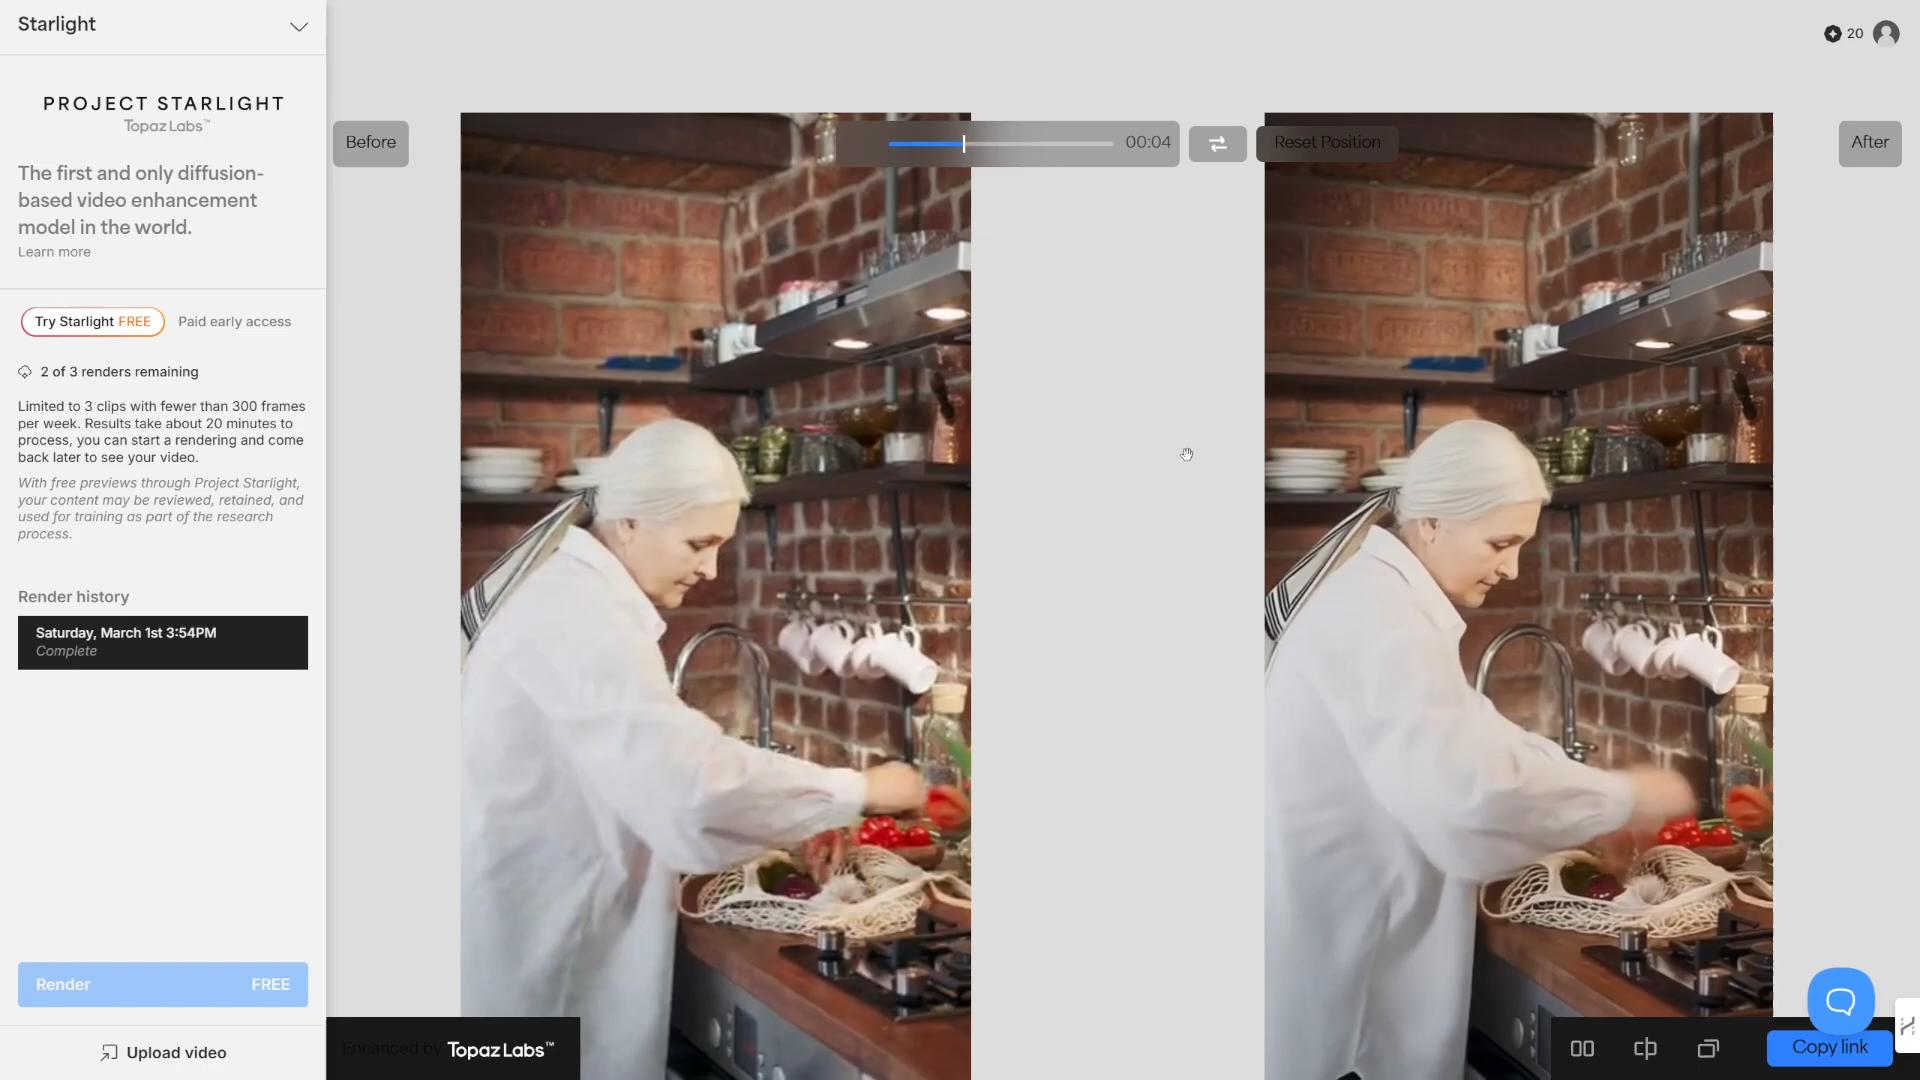 Starlight
20
PROJECT STARLIGHT
Topaz Labs™
The first and only diffusion-
based video enhancement
model in the world.
Learn more
Try Starlight FREE
Paid early access
2 of 3 renders remaining
Limited to 3 clips with fewer than 300 frames
per week. Results take about 20 minutes to
process, you can start a rendering and come
back later to see your video.
With free previews through Project Starlight,
your content may be reviewed, retained, and
used for training as part of the research
process.
Render history
Saturday, March 1st 3:54PM
Complete
Render FREE
Upload video
Before
00:04
Reset Position
After
Enhanced by Topaz Labs™
Copy link